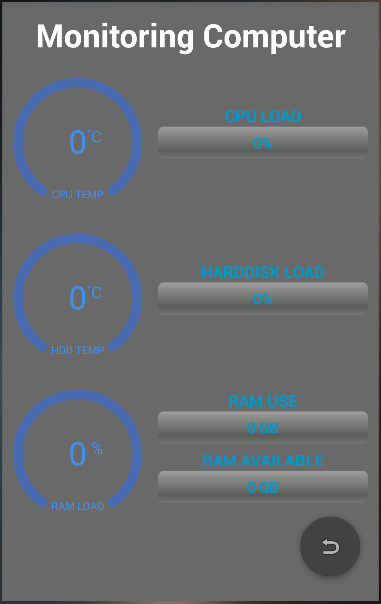 Monitoring Computer
0°C
CPU TEMP
CPU LOAD
0%
0°C
HDD TEMP
HARDDISK LOAD
0%
0%
RAM LOAD
RAM USE
0 GB
RAM AVAILABLE
0 GB